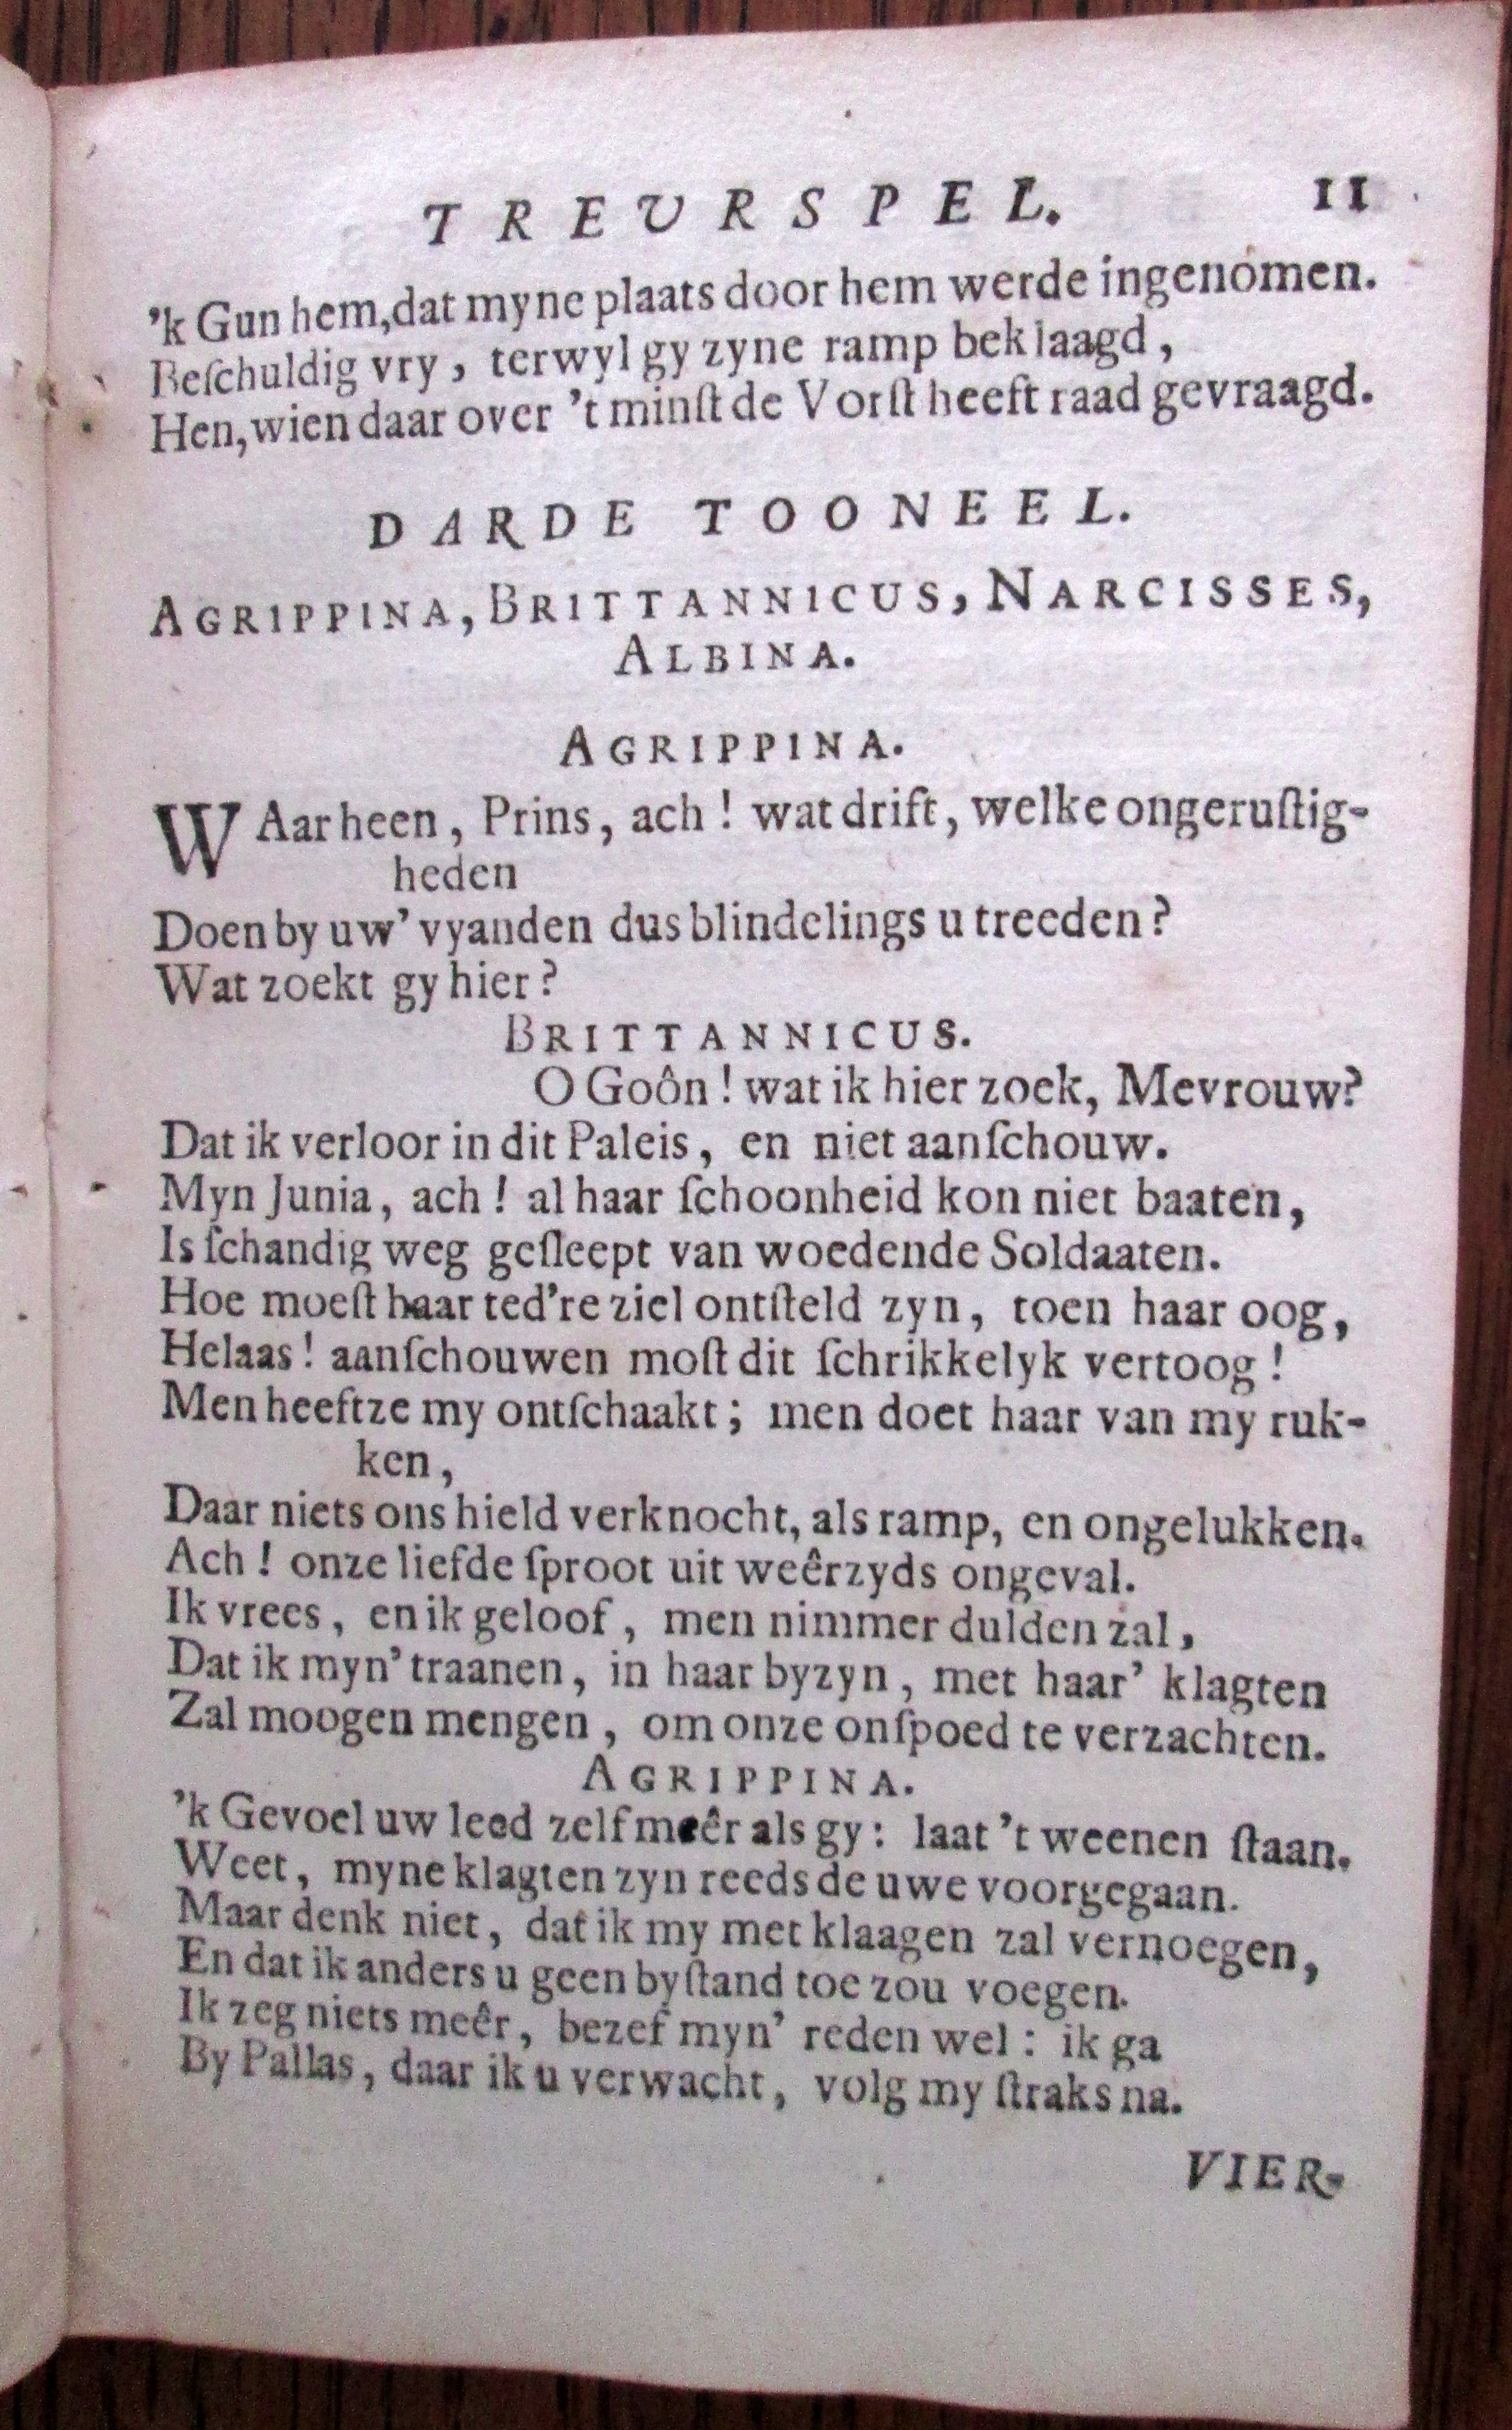 TREURSPEL. 11
'k Gun hem, dat myne plaats door hem werde ingenomen.
Beſchuldig vry, terwyl gy zyne ramp beklaagd,
Hen, wien daar over 't minſt de Vorſt heeft raad gevraagd.
DARDE TOONEEL.
AGRIPPINA, BRITTANNICUS, NARCISSES,
ALBINA.
AGRIPPINA.
WAar heen, Prins, ach! wat drift, welke ongeruſtig-
heden
Doen by uw' vyanden dus blindelings u treeden?
Wat zoekt gy hier?
BRITTANNICUS.
O Goôn! wat ik hier zoek, Mevrouw?
Dat ik verloor in dit Paleis, en niet aanſchouw.
Myn Junia, ach! al haar ſchoonheid kon niet baaten,
Is ſchandig weg geſleept van woedende Soldaaten.
Hoe moeſt haar ted're ziel ontſteld zyn, toen haar oog,
Helaas! aanſchouwen moſt dit ſchrikkelyk vertoog!
Men heeftze my ontſchaakt; men doet haar van my ruk-
ken,
Daar niets ons hield verknocht, als ramp, en ongelukken.
Ach! onze liefde ſproot uit weêrzyds ongeval.
Ik vrees, en ik geloof, men nimmer dulden zal,
Dat ik myn' traanen, in haar byzyn, met haar' klagten
Zal moogen mengen, om onze onſpoed te verzachten.
AGRIPPINA.
'k Gevoel uw leed zelf meêr als gy: laat 't weenen ſtaan.
Weet, myne klagten zyn reeds de uwe voorgegaan.
Maar denk niet, dat ik my met klaagen zal vernoegen,
En dat ik anders u geen byſtand toe zou voegen.
Ik zeg niets meêr, bezef myn' reden wel: ik ga
By Pallas, daar ik u verwacht, volg my ſtraks na.
VIER-